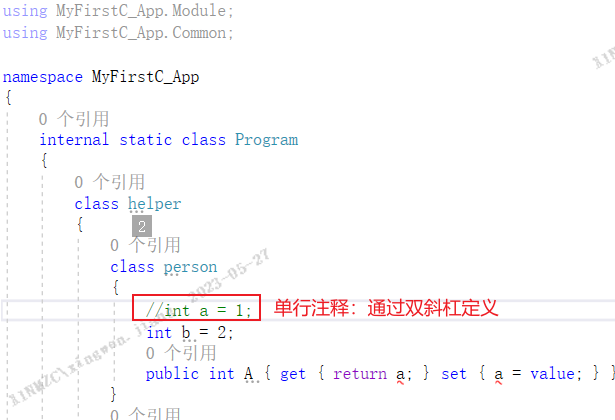 using MyFirstC_App.Module;
using MyFirstC_App.Common;
namespace MyFirstC_App
{
0 个引用
internal static class Program
{
0 个引用
class helper
{
2
0 个引用
class person
{
//int a = 1; 单行注释：通过双斜杠定义
int b = 2;
0 个引用
public int A { get { return a; } set { a = value; } }
}
0 个引用
2023-05-27